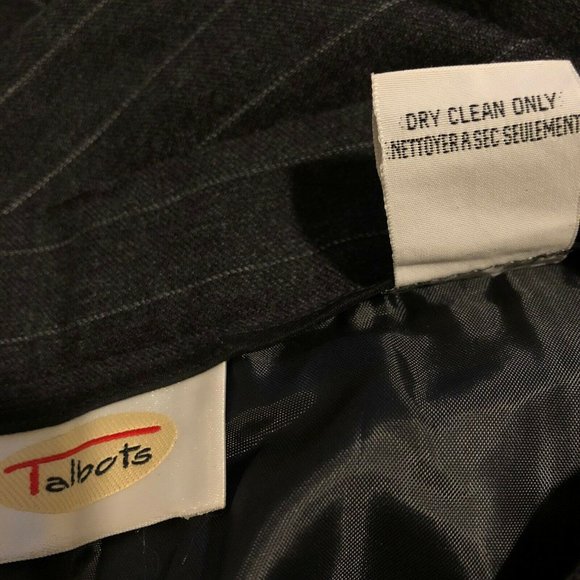 DRY CLEAN ONLY
NETTOYER A SEC SEULEMENT
Talbots